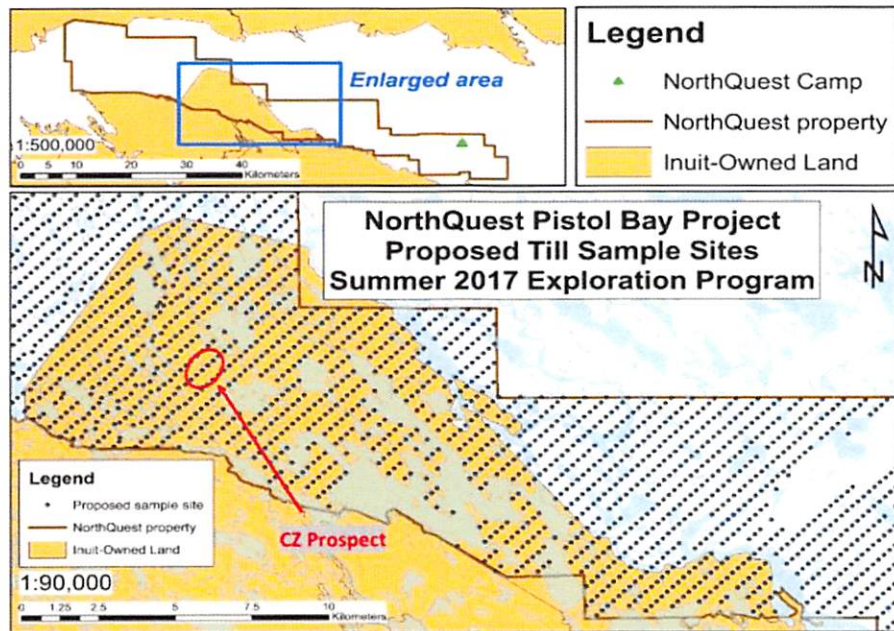 Enlarged area
1:500,000
0 5 10 20 30 40
Kilometers
Legend
NorthQuest Camp
NorthQuest property
Inuit-Owned Land
NorthQuest Pistol Bay Project
Proposed Till Sample Sites
Summer 2017 Exploration Program
N
Legend
Proposed sample site
NorthQuest property
Inuit-Owned Land
CZ Prospect
1:90,000
0 1.25 2.5 5 7.5 10
Kilometers